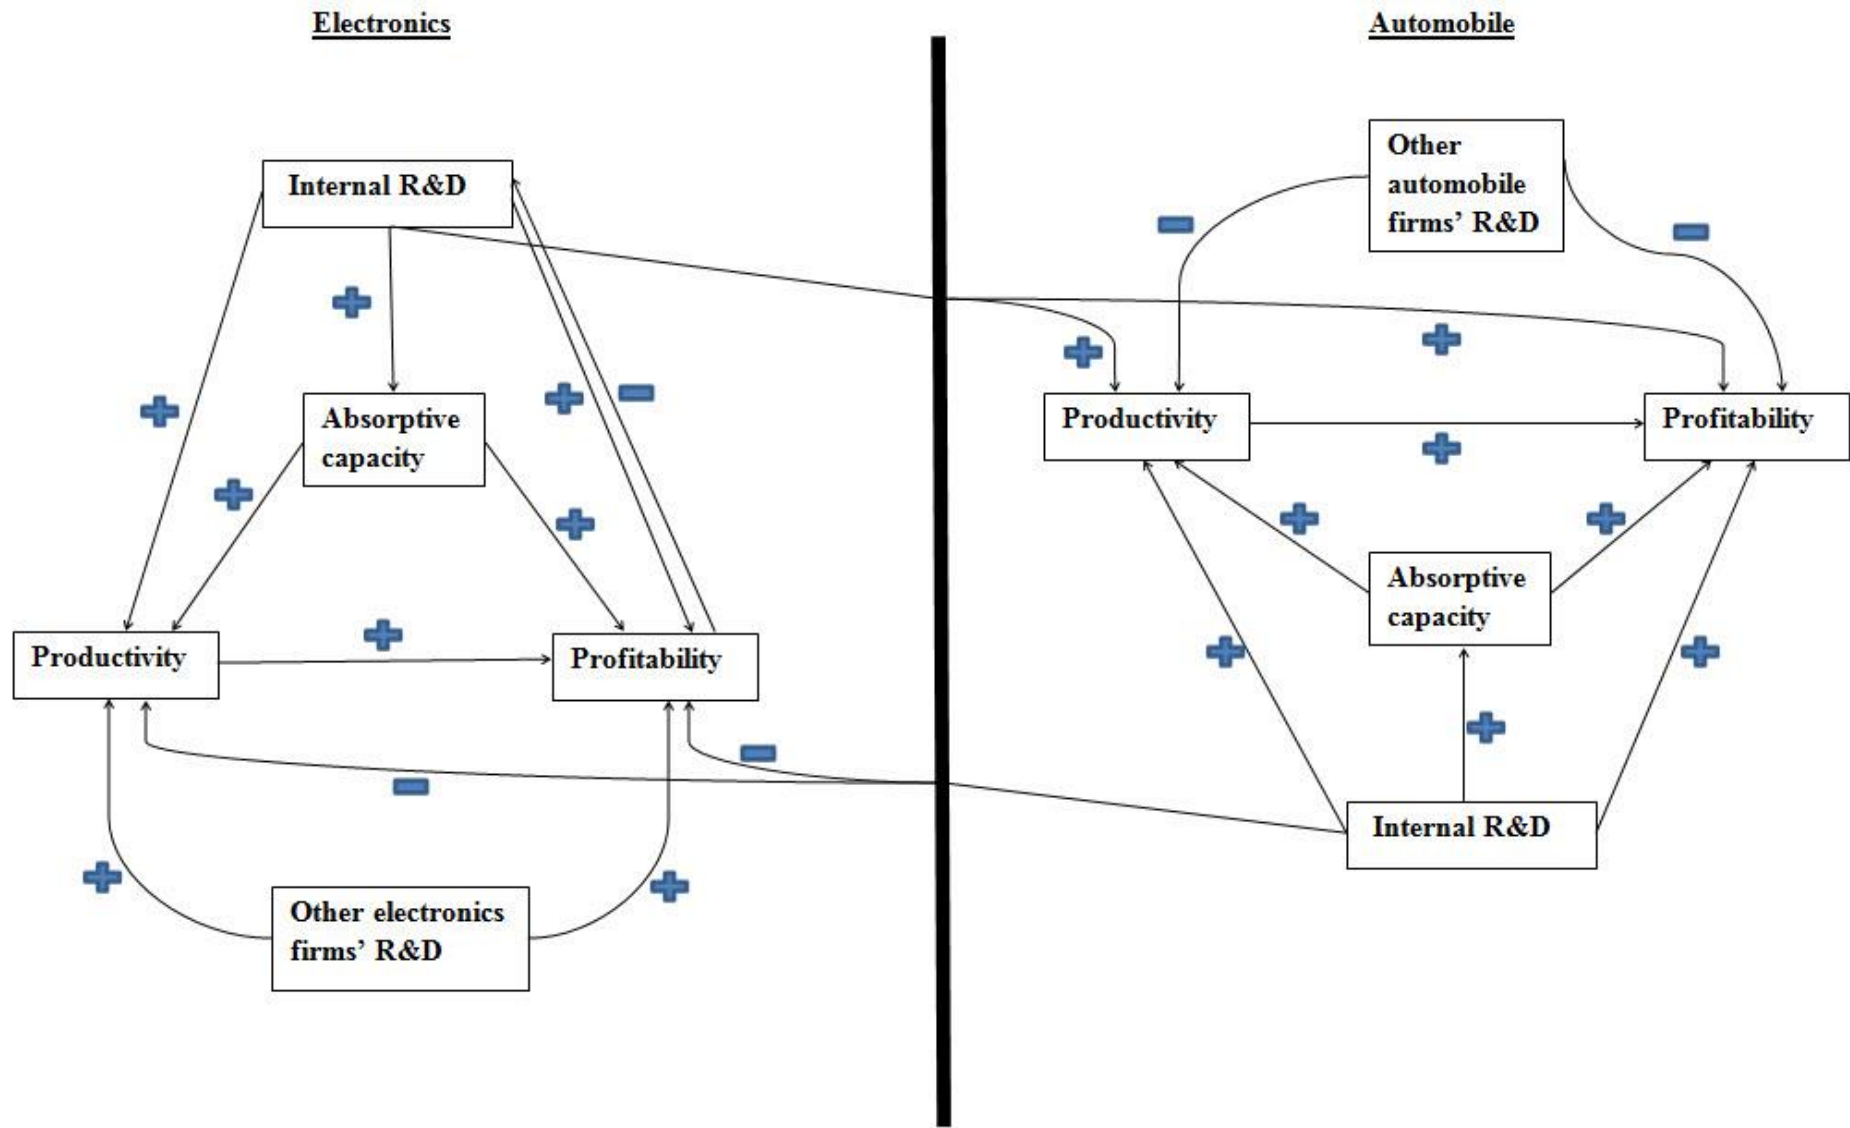 Electronics
Internal R&D
Absorptive
capacity
Productivity
Profitability
Other electronics
firms’ R&D
Automobile
Other
automobile
firms’ R&D
Productivity
Profitability
Absorptive
capacity
Internal R&D